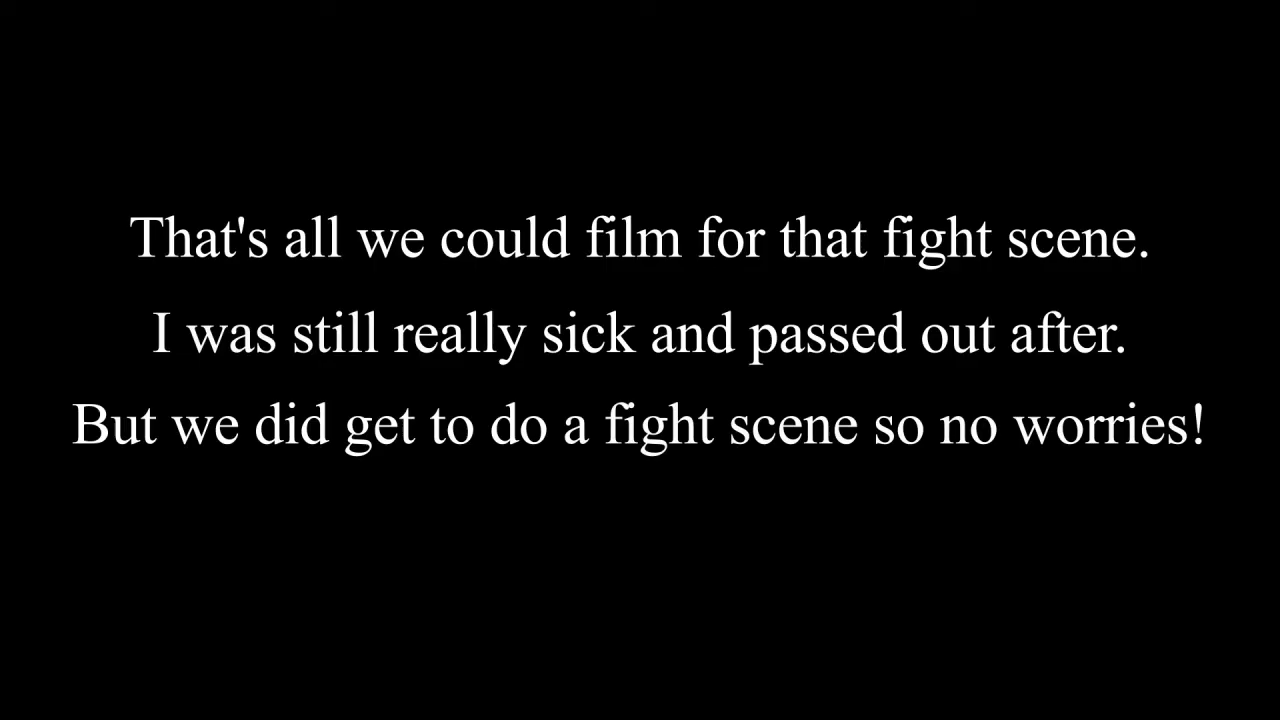 That's all we could film for that fight scene.
I was still really sick and passed out after.
But we did get to do a fight scene so no worries!